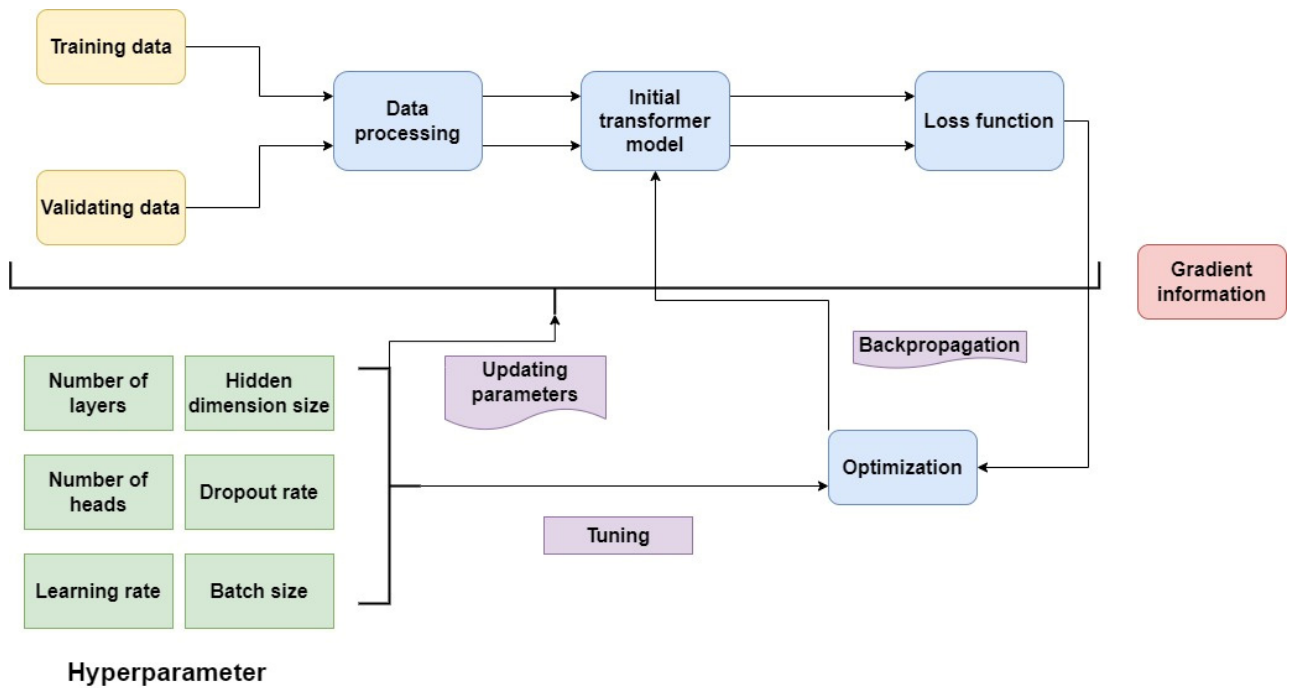 Training data
Validating data
Data
processing
Initial
transformer
model
Loss function
Gradient
information
Backpropagation
Updating
parameters
Number of
layers
Hidden
dimension size
Number of
heads
Dropout rate
Optimization
Tuning
Learning rate
Batch size
Hyperparameter